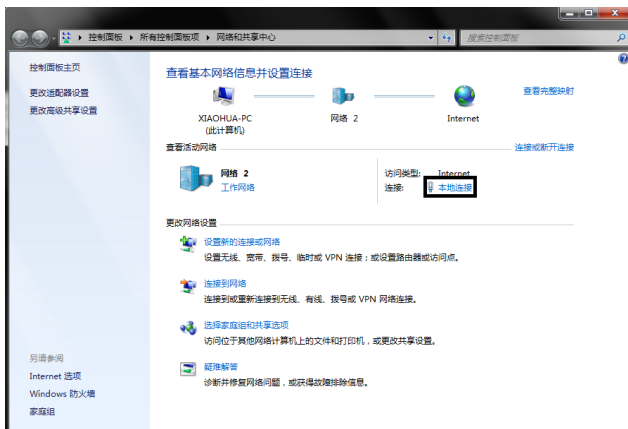 控制面板 ▸ 所有控制面板项 ▸ 网络和共享中心
搜索控制面板
控制面板主页
更改适配器设置
更改高级共享设置
查看基本网络信息并设置连接
查看完整映射
XIAOHUA-PC
(此计算机)
网络 2
Internet
查看活动网络
连接或断开连接
网络 2
工作网络
访问类型: Internet
连接: 本地连接
更改网络设置
设置新的连接或网络
设置无线、宽带、拨号、临时或 VPN 连接；或设置路由器或访问点。
连接到网络
连接到或重新连接到无线、有线、拨号或 VPN 网络连接。
选择家庭组和共享选项
访问位于其他网络计算机上的文件和打印机，或更改共享设置。
疑难解答
诊断并修复网络问题，或获得故障排除信息。
另请参阅
Internet 选项
Windows 防火墙
家庭组